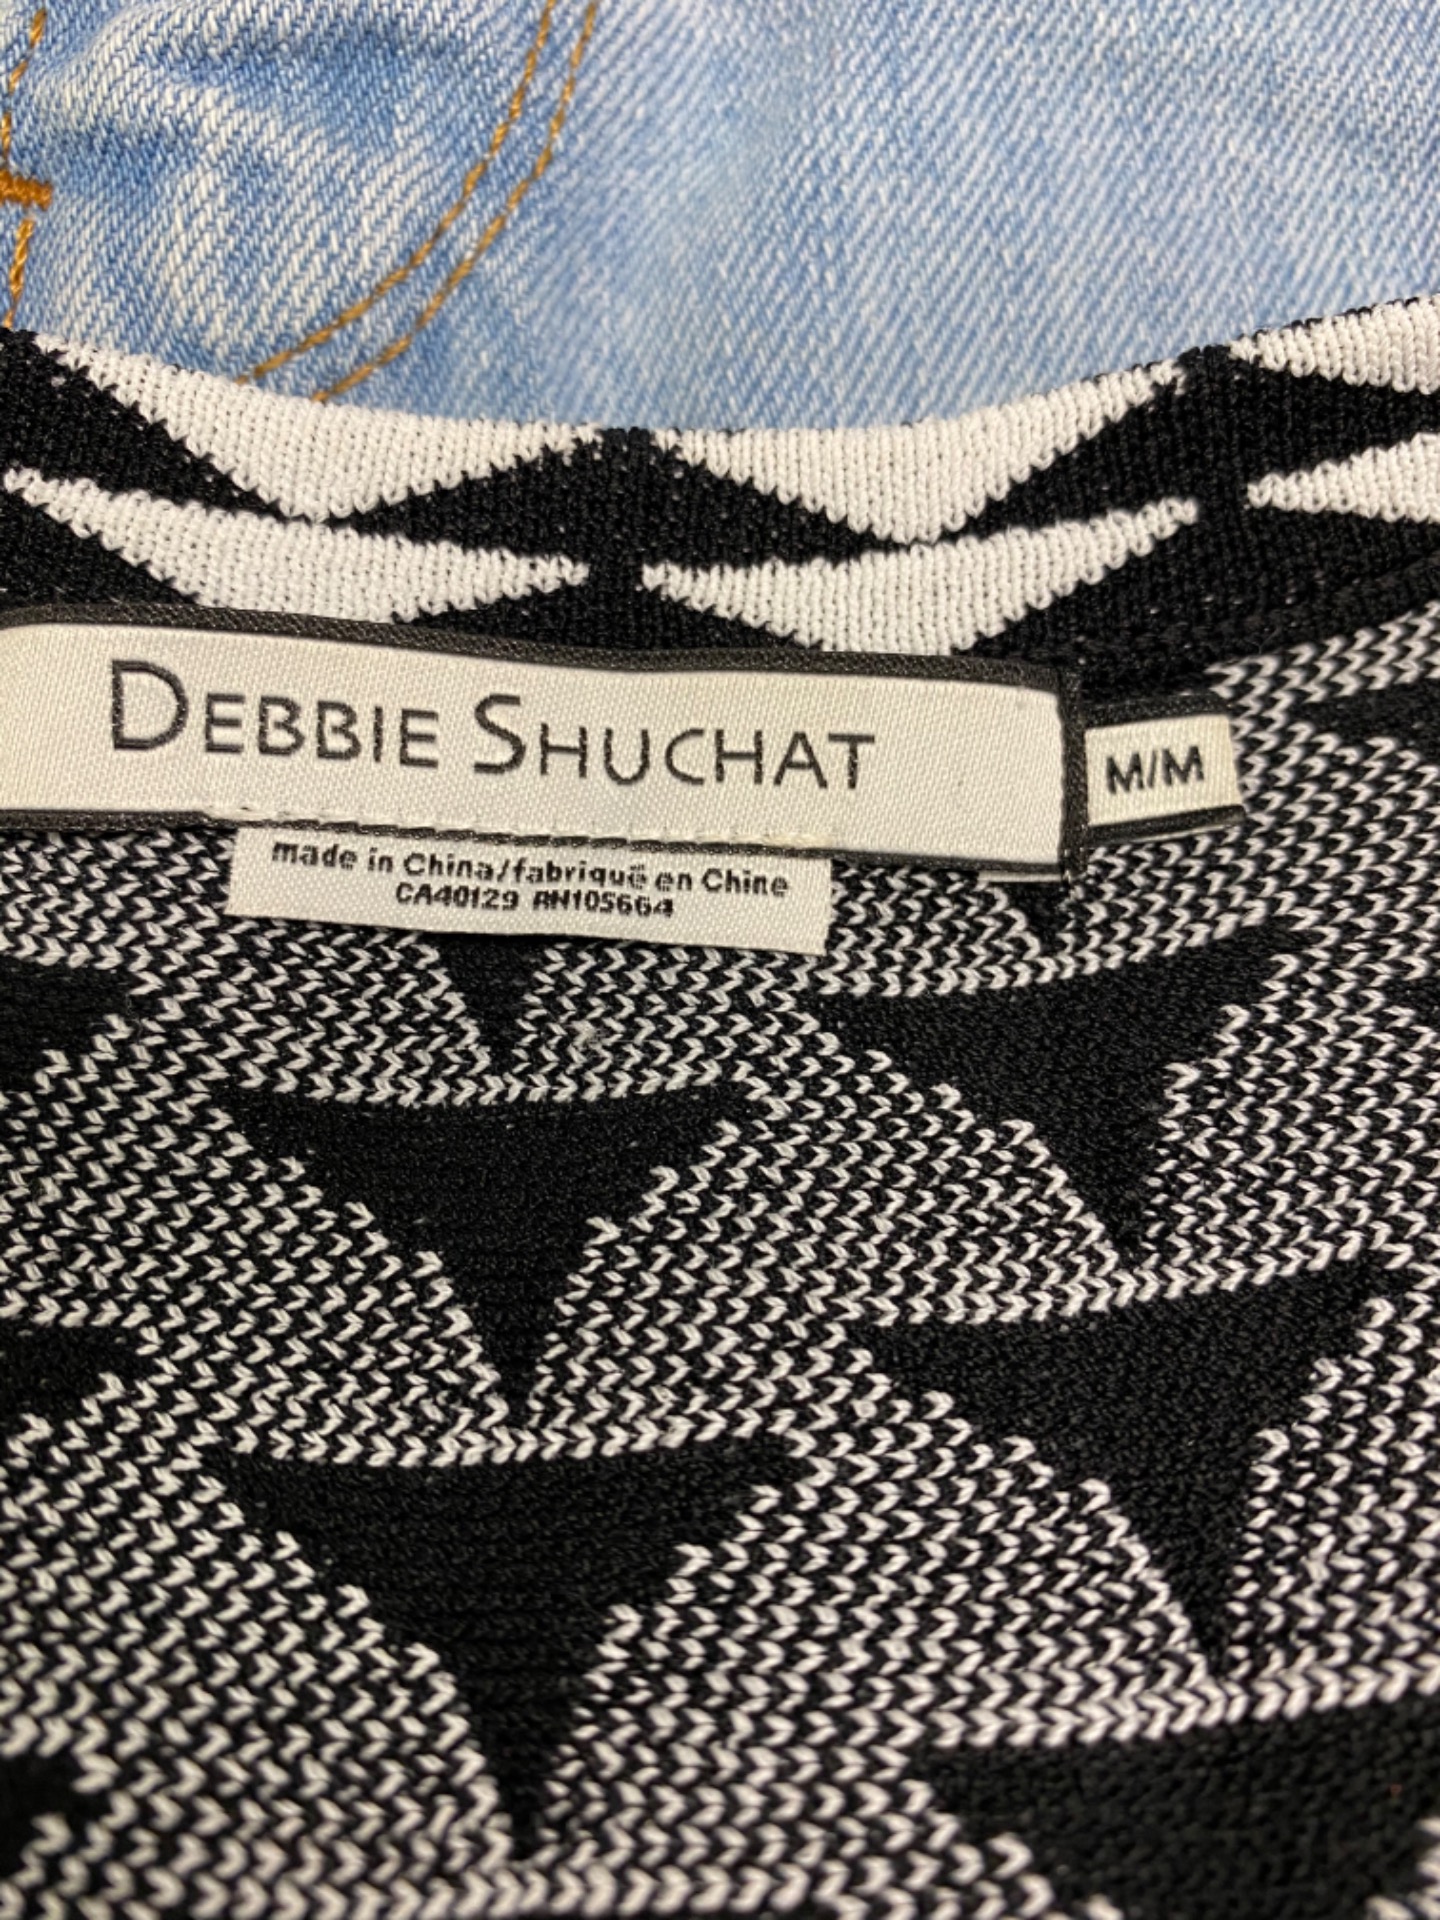 DEBBIE SHUCHAT
M/M
made in China/fabriqué en Chine
CA40129 RN105664